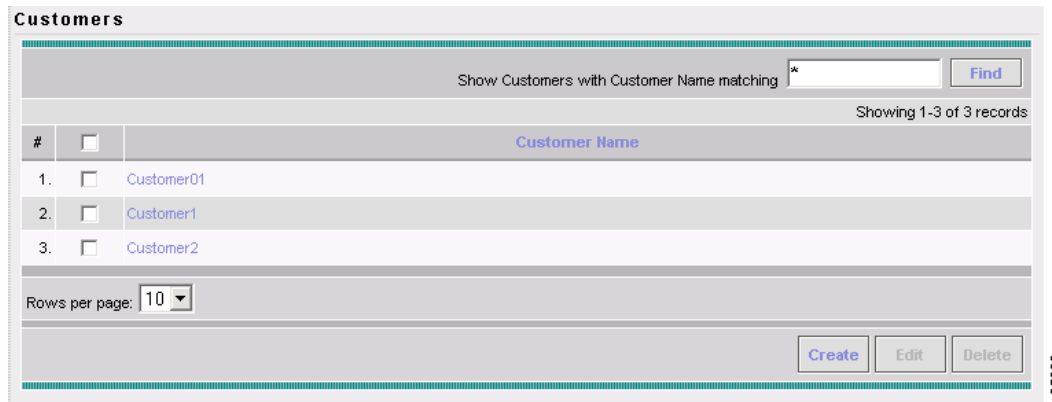 Customers
Show Customers with Customer Name matching * Find
Showing 1-3 of 3 records
# Customer Name
1. Customer01
2. Customer1
3. Customer2
Rows per page: 10
Create Edit Delete